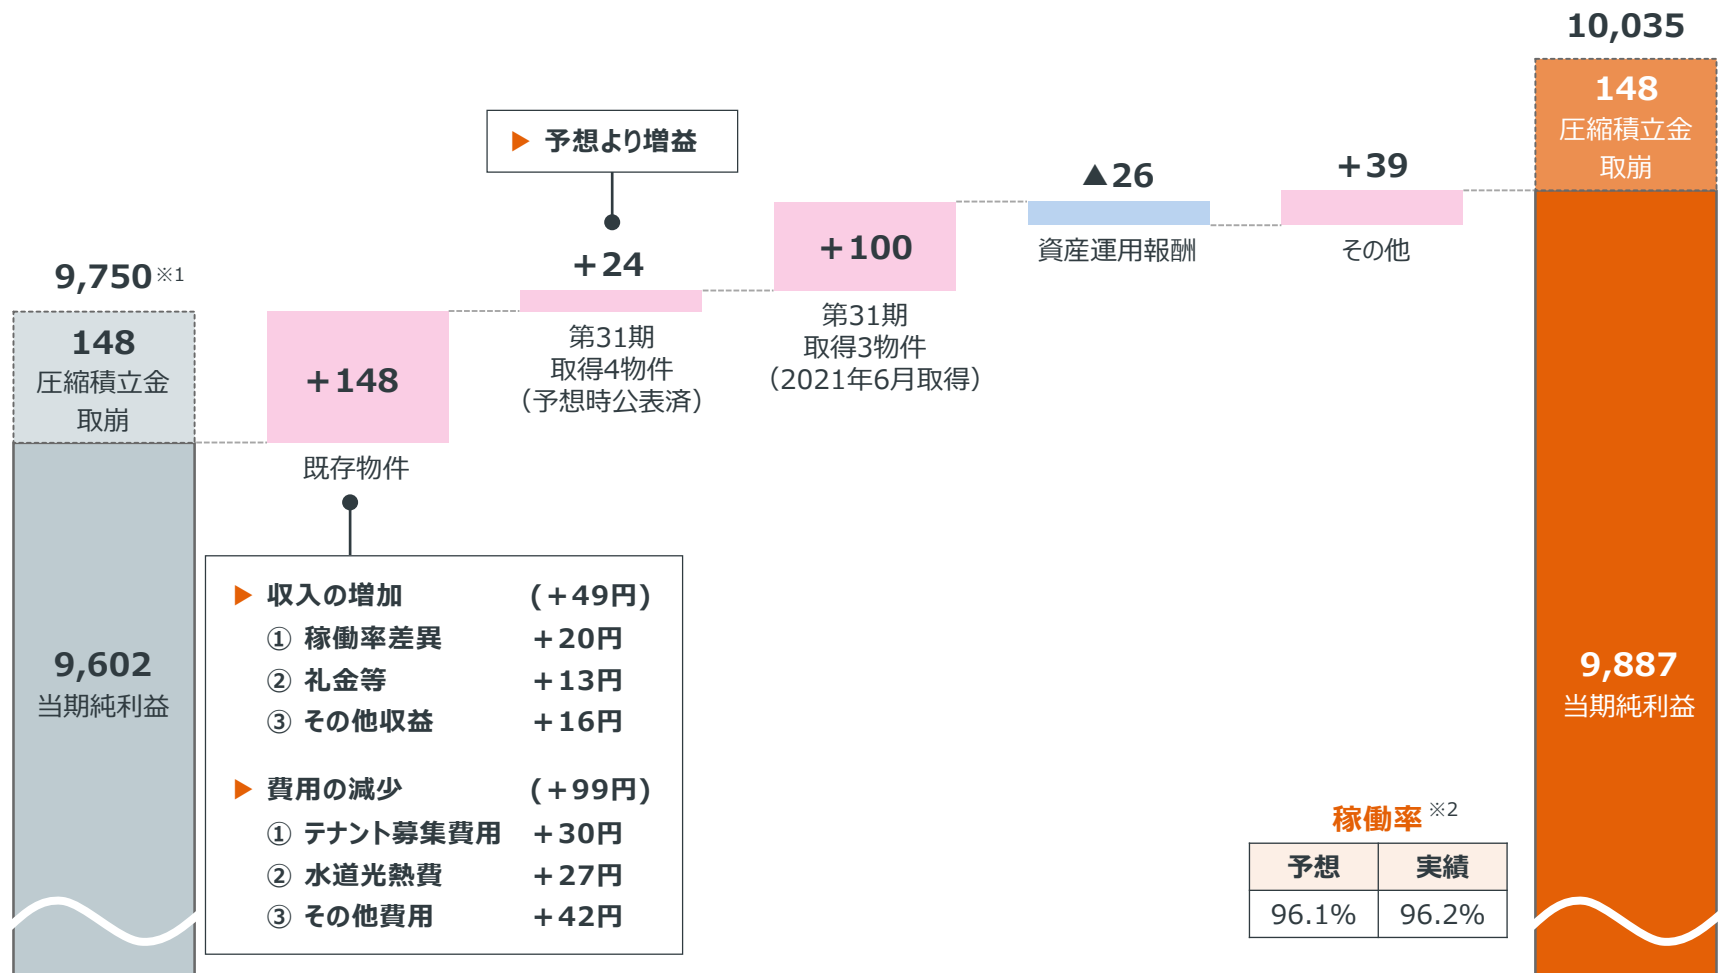 9,750 ※1
148
圧縮積立金
取崩
9,602
当期純利益
+148
既存物件
▶ 収入の増加 (+49円)
① 稼働率差異 +20円
② 礼金等 +13円
③ その他収益 +16円
▶ 費用の減少 (+99円)
① テナント募集費用 +30円
② 水道光熱費 +27円
③ その他費用 +42円
▶ 予想より増益
+24
第31期
取得4物件
(予想時公表済)
+100
第31期
取得3物件
(2021年6月取得)
▲26
資産運用報酬
+39
その他
10,035
148
圧縮積立金
取崩
9,887
当期純利益
稼働率 ※2
予想 実績
96.1% 96.2%